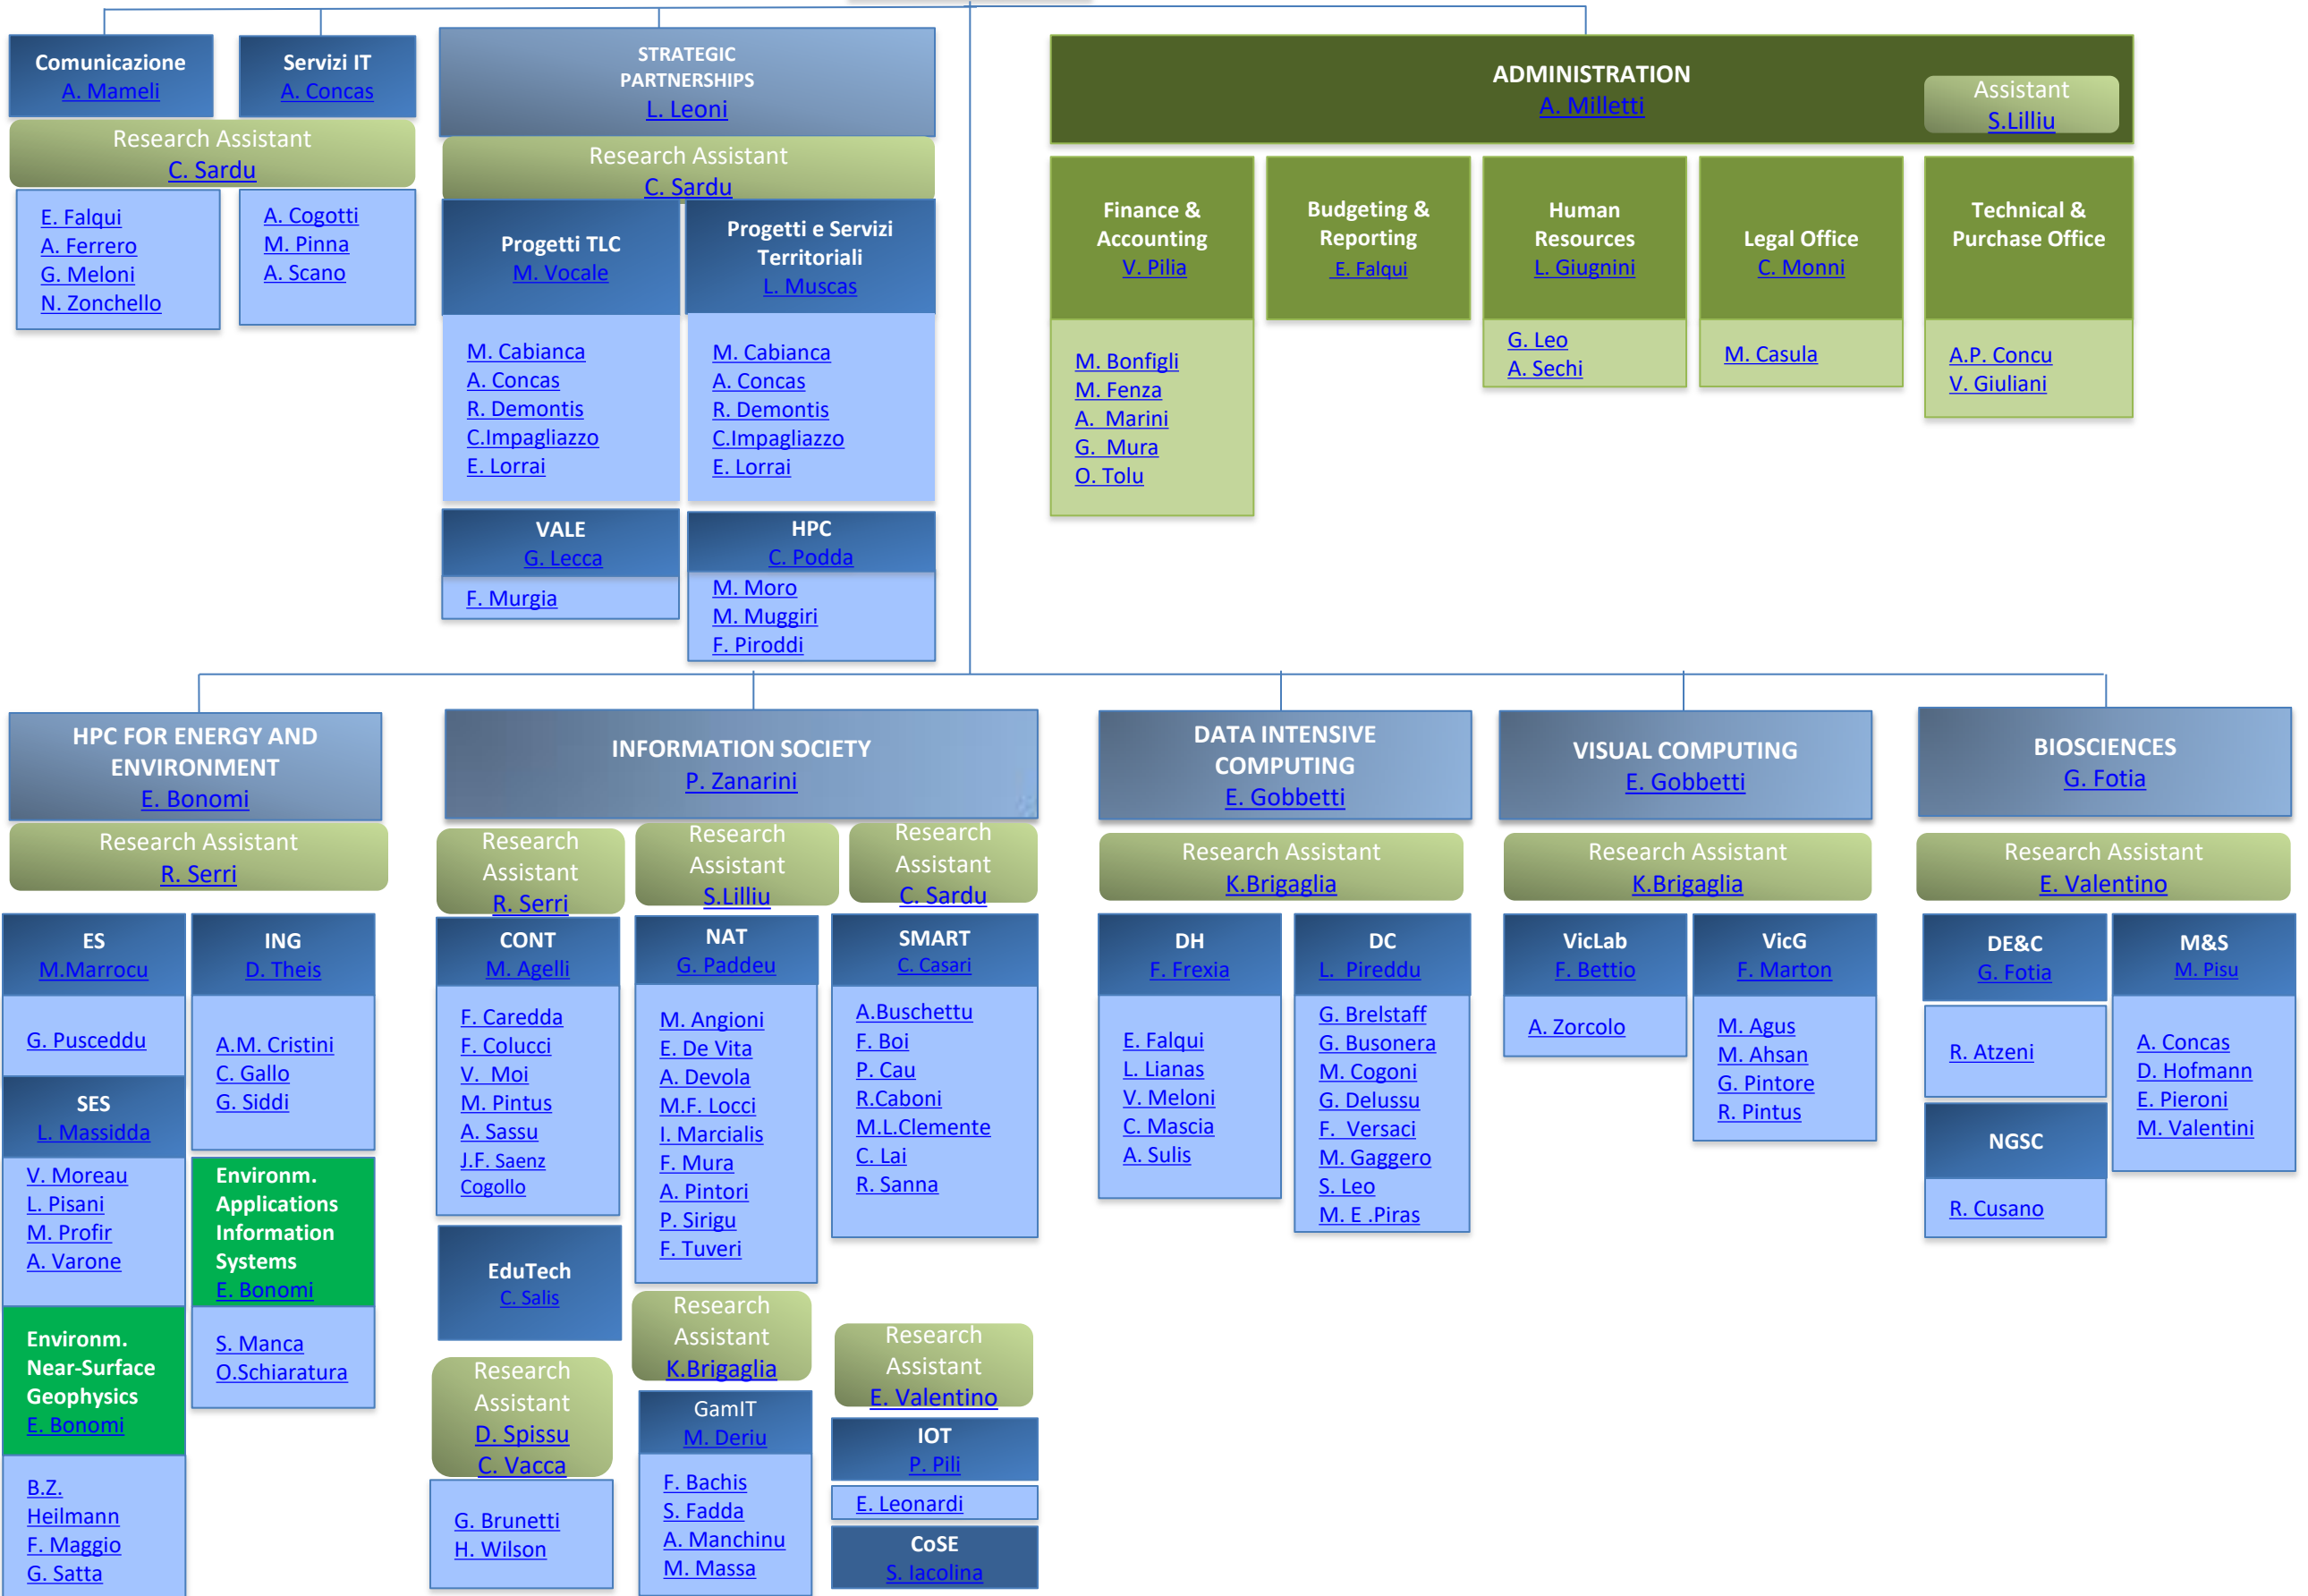 Comunicazione
A. Mameli
Servizi IT
A. Concas
Research Assistant
C. Sardu
E. Falqui
A. Ferrero
G. Meloni
N. Zonchello
A. Cogotti
M. Pinna
A. Scano
STRATEGIC
PARTNERSHIPS
L. Leoni
Research Assistant
C. Sardu
Progetti TLC
M. Vocale
M. Cabianca
A. Concas
R. Demontis
C.Impagliazzo
E. Lorrai
Progetti e Servizi
Territoriali
L. Muscas
M. Cabianca
A. Concas
R. Demontis
C.Impagliazzo
E. Lorrai
VALE
G. Lecca
F. Murgia
HPC
C. Podda
M. Moro
M. Muggiri
F. Piroddi
ADMINISTRATION
A. Milletti
Assistant
S.Lilliu
Finance &
Accounting
V. Pilia
M. Bonfigli
M. Fenza
A. Marini
G. Mura
O. Tolu
Budgeting &
Reporting
E. Falqui
Human
Resources
L. Giugnini
G. Leo
A. Sechi
Legal Office
C. Monni
M. Casula
Technical &
Purchase Office
A.P. Concu
V. Giuliani
HPC FOR ENERGY AND
ENVIRONMENT
E. Bonomi
Research Assistant
R. Serri
ES
M.Marrocu
G. Pusceddu
SES
L. Massidda
V. Moreau
L. Pisani
M. Profir
A. Varone
Environm.
Near-Surface
Geophysics
E. Bonomi
B.Z.
Heilmann
F. Maggio
G. Satta
ING
D. Theis
A.M. Cristini
C. Gallo
G. Siddi
Environm.
Applications
Information
Systems
E. Bonomi
S. Manca
O.Schiaratura
INFORMATION SOCIETY
P. Zanarini
Research
Assistant
R. Serri
CONT
M. Agelli
F. Caredda
F. Colucci
V. Moi
M. Pintus
A. Sassu
J.F. Saenz
Cogollo
EduTech
C. Salis
Research
Assistant
D. Spissu
C. Vacca
G. Brunetti
H. Wilson
Research
Assistant
S.Lilliu
NAT
G. Paddeu
M. Angioni
E. De Vita
A. Devola
M.F. Locci
I. Marcialis
F. Mura
A. Pintori
P. Sirigu
F. Tuveri
Research
Assistant
K.Brigaglia
GamIT
M. Deriu
F. Bachis
S. Fadda
A. Manchinu
M. Massa
Research
Assistant
C. Sardu
SMART
C. Casari
A.Buschettu
F. Boi
P. Cau
R.Caboni
M.L.Clemente
C. Lai
R. Sanna
Research
Assistant
E. Valentino
IOT
P. Pili
E. Leonardi
CoSE
S. Iacolina
DATA INTENSIVE
COMPUTING
E. Gobbetti
Research Assistant
K.Brigaglia
DH
F. Frexia
E. Falqui
L. Lianas
V. Meloni
C. Mascia
A. Sulis
DC
L. Pireddu
G. Brelstaff
G. Busonera
M. Cogoni
G. Delussu
F. Versaci
M. Gaggero
S. Leo
M. E .Piras
VISUAL COMPUTING
E. Gobbetti
Research Assistant
K.Brigaglia
VicLab
F. Bettio
A. Zorcolo
VicG
F. Marton
M. Agus
M. Ahsan
G. Pintore
R. Pintus
BIOSCIENCES
G. Fotia
Research Assistant
E. Valentino
DE&C
G. Fotia
R. Atzeni
NGSC
R. Cusano
M&S
M. Pisu
A. Concas
D. Hofmann
E. Pieroni
M. Valentini